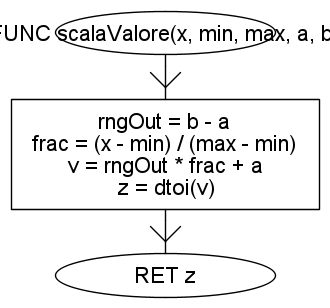 FUNC scalaValore(x, min, max, a, b
rngOut = b - a
frac = (x - min) / (max - min)
v = rngOut * frac + a
z = dtoi(v)
RET z